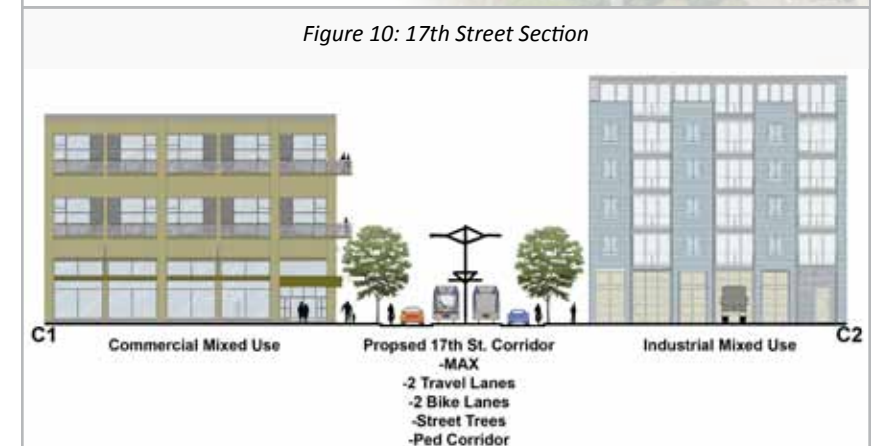 Figure 10: 17th Street Section
C1
Commercial Mixed Use
Propsed 17th St. Corridor
-MAX
-2 Travel Lanes
-2 Bike Lanes
-Street Trees
-Ped Corridor
Industrial Mixed Use
C2